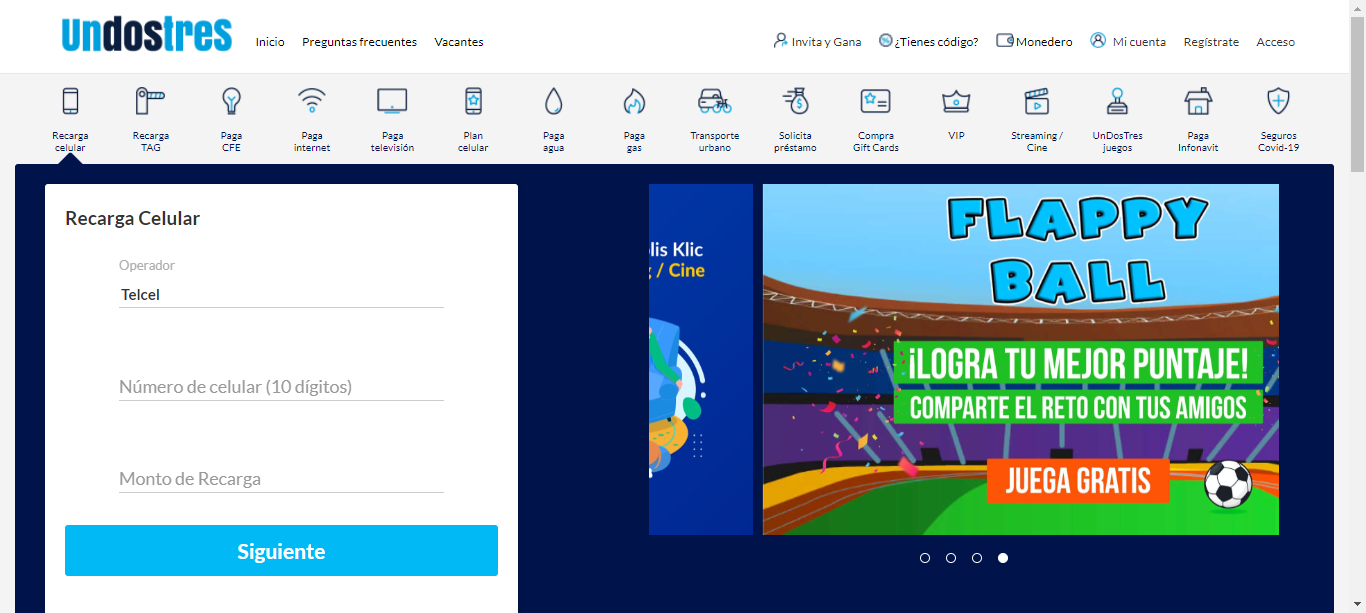 undostres
Inicio
Preguntas frecuentes
Vacantes
Invita y Gana
¿Tienes código?
Monedero
Mi cuenta
Regístrate
Acceso
Recarga
celular
Recarga
TAG
Paga
CFE
Paga
internet
Paga
televisión
Plan
celular
Paga
agua
Paga
gas
Transporte
urbano
Solicita
préstamo
Compra
Gift Cards
VIP
Streaming /
Cine
UnDosTres
juegos
Paga
Infonavit
Seguros
Covid-19
Recarga Celular
Operador
Telcel
Número de celular (10 dígitos)
Monto de Recarga
Siguiente
lis Klic
/ Cine
FLAPPY
BALL
¡LOGRA TU MEJOR PUNTAJE!
COMPARTE EL RETO CON TUS AMIGOS
JUEGA GRATIS